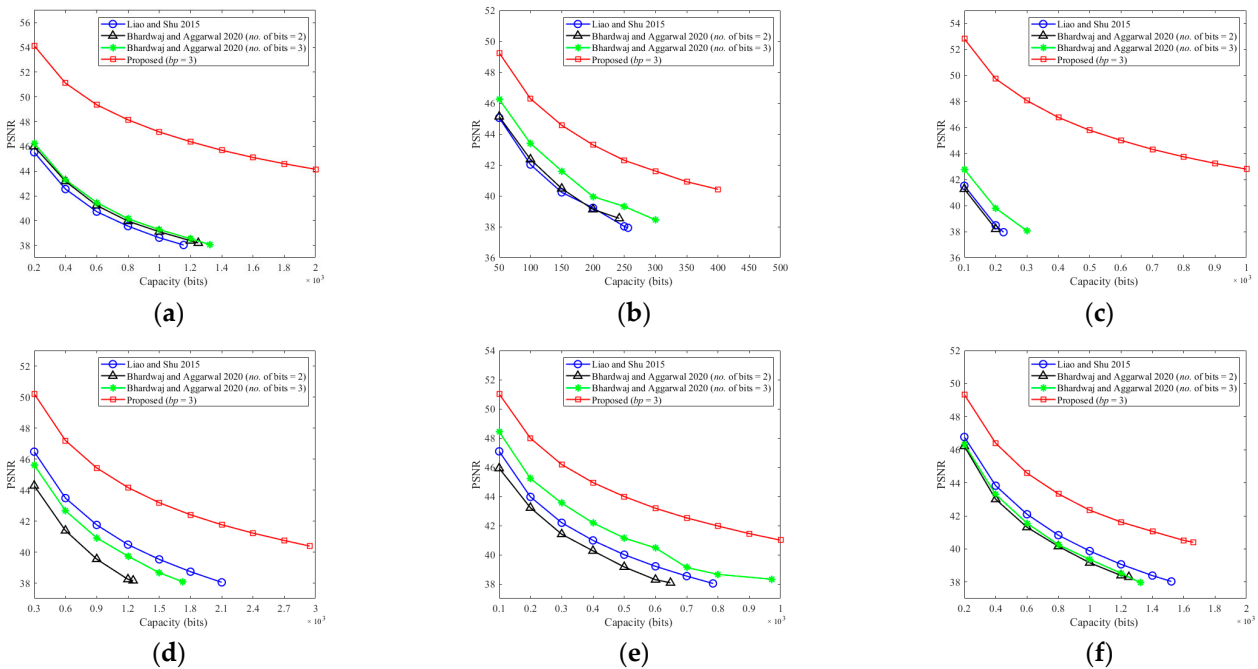 Liao and Shu 2015
Bhardwaj and Aggarwal 2020 (no. of bits = 2)
Bhardwaj and Aggarwal 2020 (no. of bits = 3)
Proposed (bp = 3)
PSNR
56
54
52
50
48
46
44
42
40
38
0.2 0.4 0.6 0.8 1 1.2 1.4 1.6 1.8 2
Capacity (bits)
× 10³
(a)
Liao and Shu 2015
Bhardwaj and Aggarwal 2020 (no. of bits = 2)
Bhardwaj and Aggarwal 2020 (no. of bits = 3)
Proposed (bp = 3)
PSNR
52
50
48
46
44
42
40
38
36
50 100 150 200 250 300 350 400 450 500
Capacity (bits)
(b)
Liao and Shu 2015
Bhardwaj and Aggarwal 2020 (no. of bits = 2)
Bhardwaj and Aggarwal 2020 (no. of bits = 3)
Proposed (bp = 3)
PSNR
54
52
50
48
46
44
42
40
38
36
0.1 0.2 0.3 0.4 0.5 0.6 0.7 0.8 0.9 1
Capacity (bits)
× 10³
(c)
Liao and Shu 2015
Bhardwaj and Aggarwal 2020 (no. of bits = 2)
Bhardwaj and Aggarwal 2020 (no. of bits = 3)
Proposed (bp = 3)
PSNR
52
50
48
46
44
42
40
38
0.3 0.6 0.9 1.2 1.5 1.8 2.1 2.4 2.7 3
Capacity (bits)
× 10³
(d)
Liao and Shu 2015
Bhardwaj and Aggarwal 2020 (no. of bits = 2)
Bhardwaj and Aggarwal 2020 (no. of bits = 3)
Proposed (bp = 3)
PSNR
54
52
50
48
46
44
42
40
38
0.1 0.2 0.3 0.4 0.5 0.6 0.7 0.8 0.9 1
Capacity (bits)
× 10³
(e)
Liao and Shu 2015
Bhardwaj and Aggarwal 2020 (no. of bits = 2)
Bhardwaj and Aggarwal 2020 (no. of bits = 3)
Proposed (bp = 3)
PSNR
52
50
48
46
44
42
40
38
0.2 0.4 0.6 0.8 1 1.2 1.4 1.6 1.8 2
Capacity (bits)
× 10³
(f)